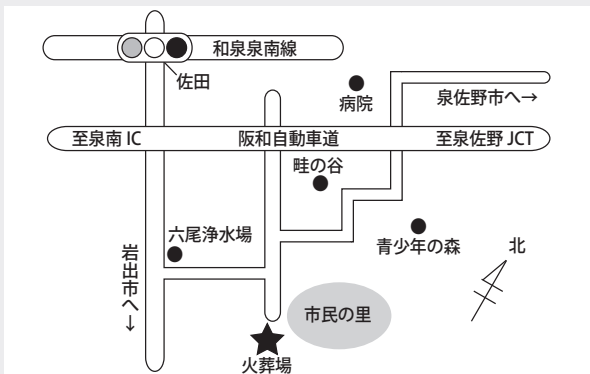 和泉泉南線
佐田
病院
泉佐野市へ→
至泉南 IC
阪和自動車道
至泉佐野 JCT
畦の谷
六尾浄水場
青少年の森
北
岩出市へ→
市民の里
火葬場